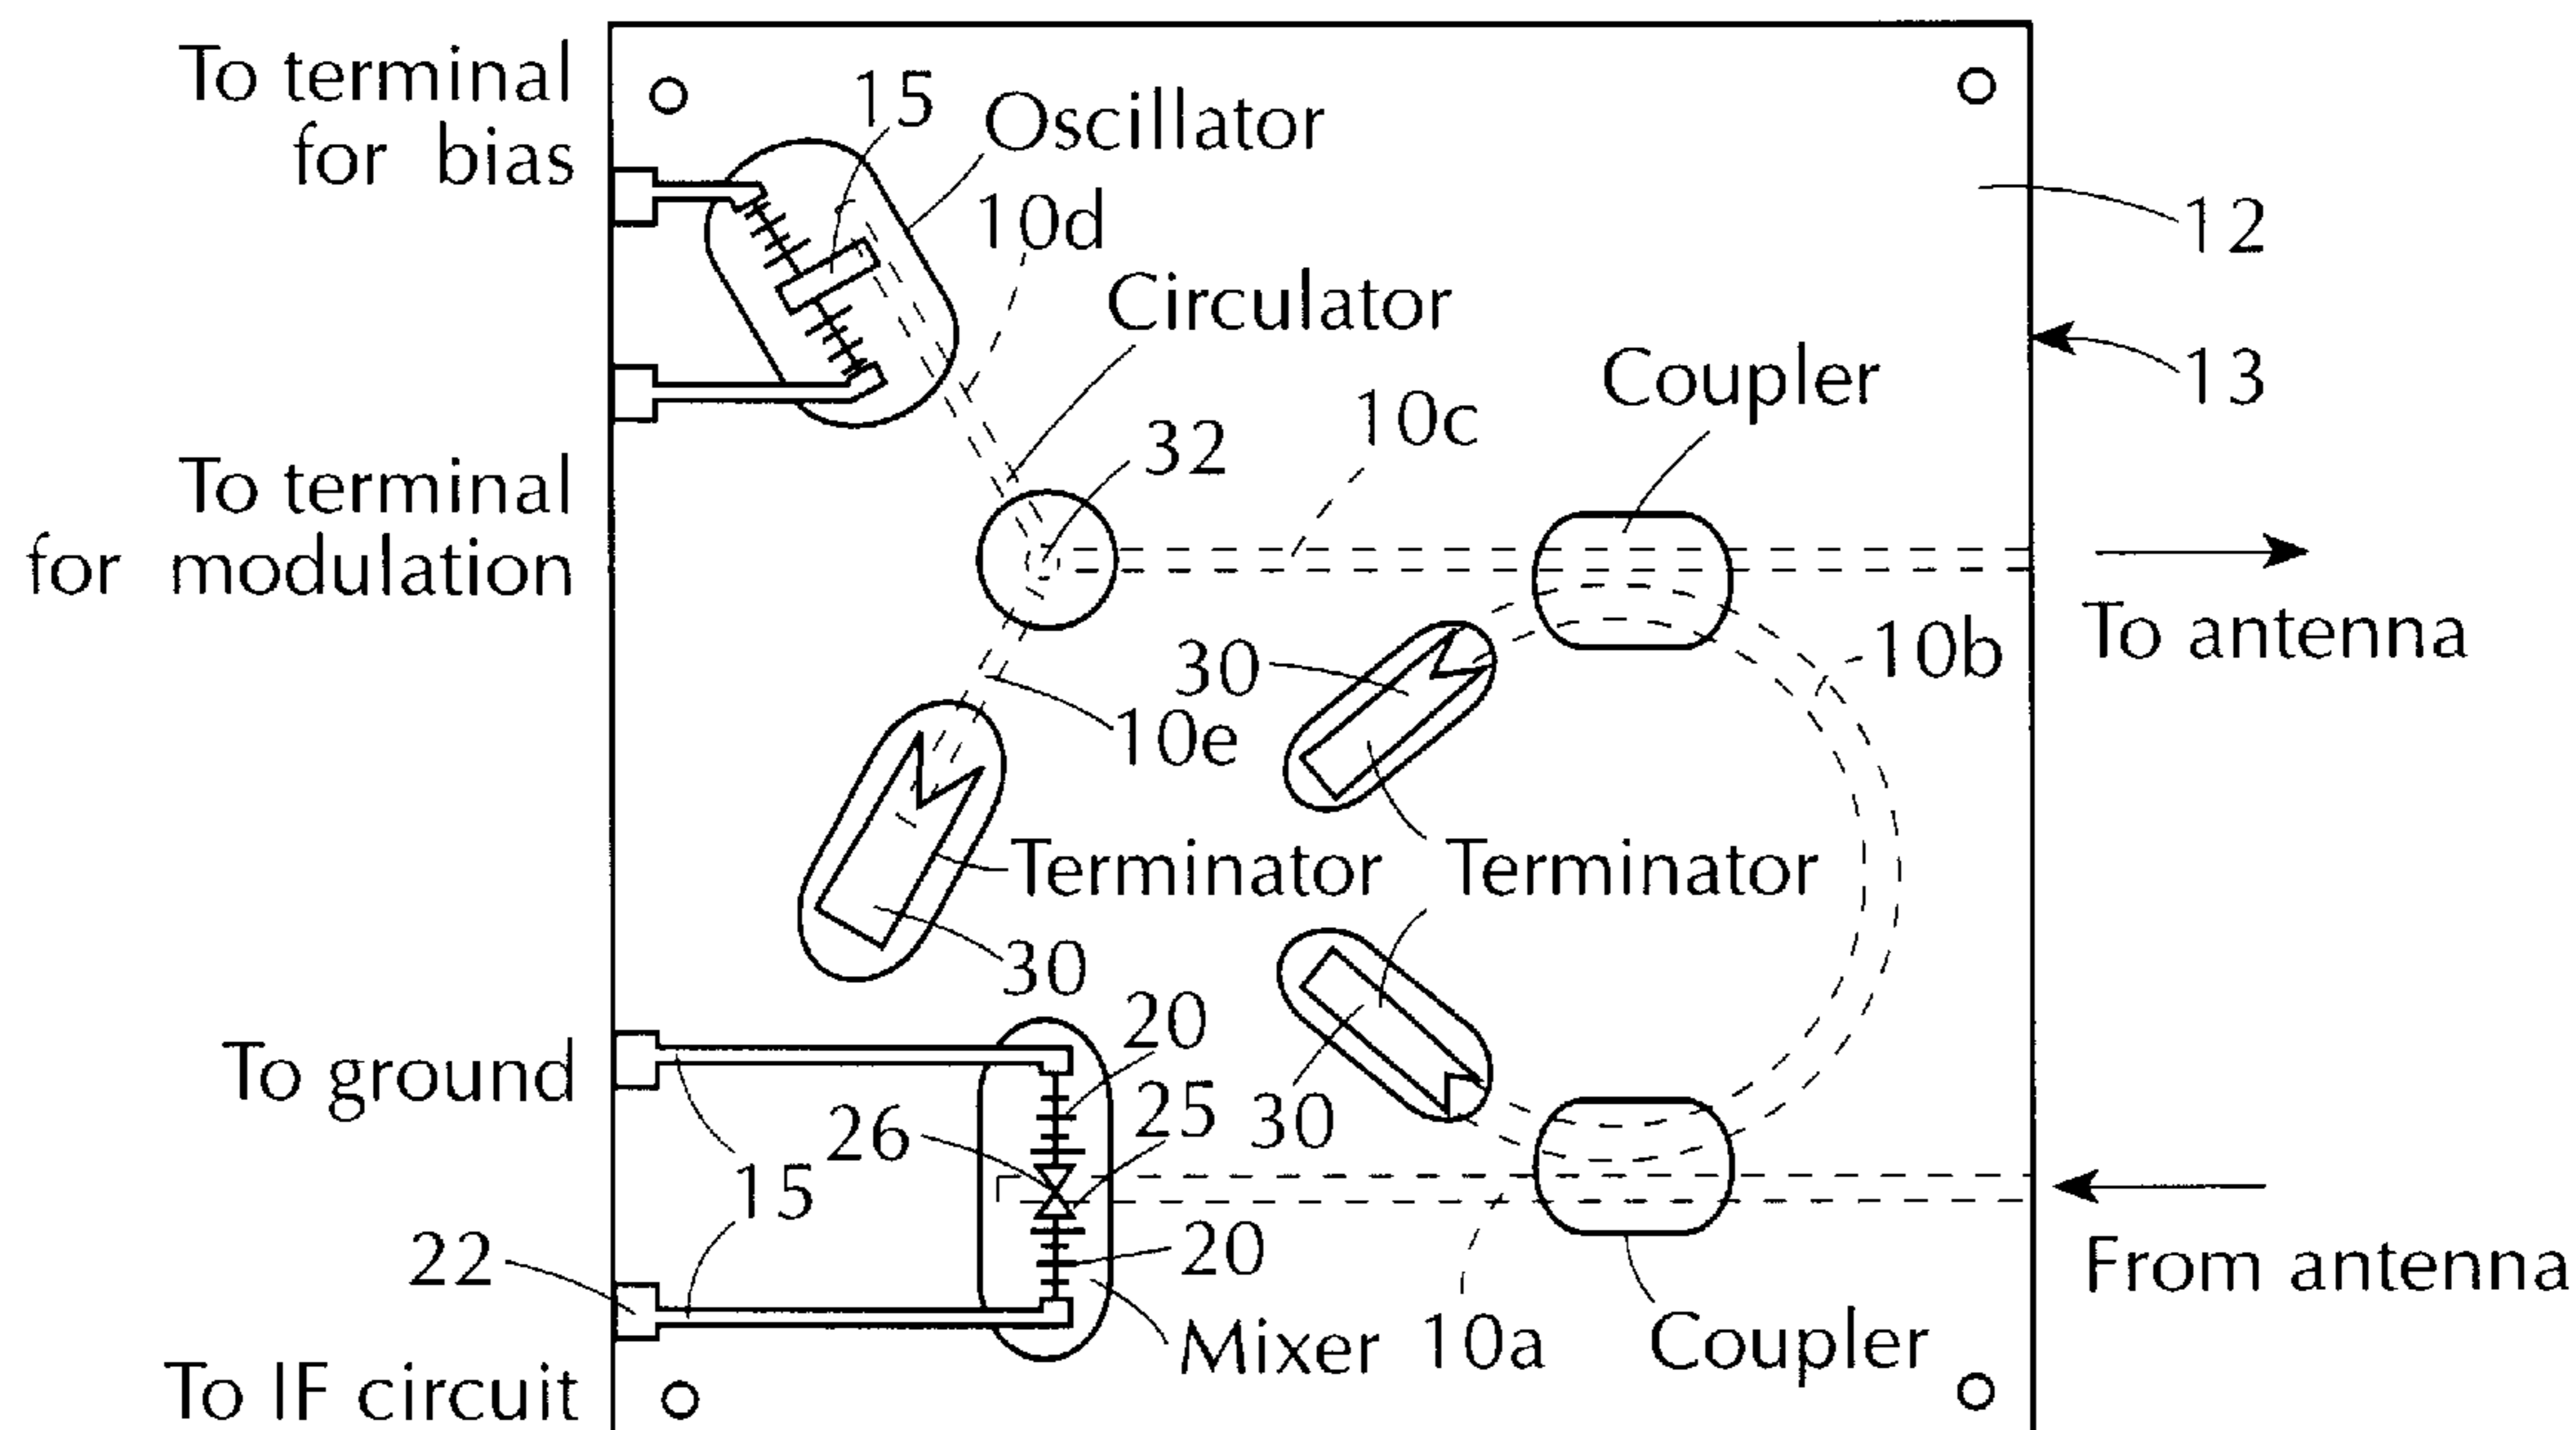 To terminal
for bias
15
Oscillator
10d
12
Circulator
13
Coupler
10c
32
To terminal
for modulation
To antenna
30
10b
10e
Terminator
Terminator
30
20
To ground
25
26
30
15
22
20
From antenna
Mixer
10a
Coupler
To IF circuit